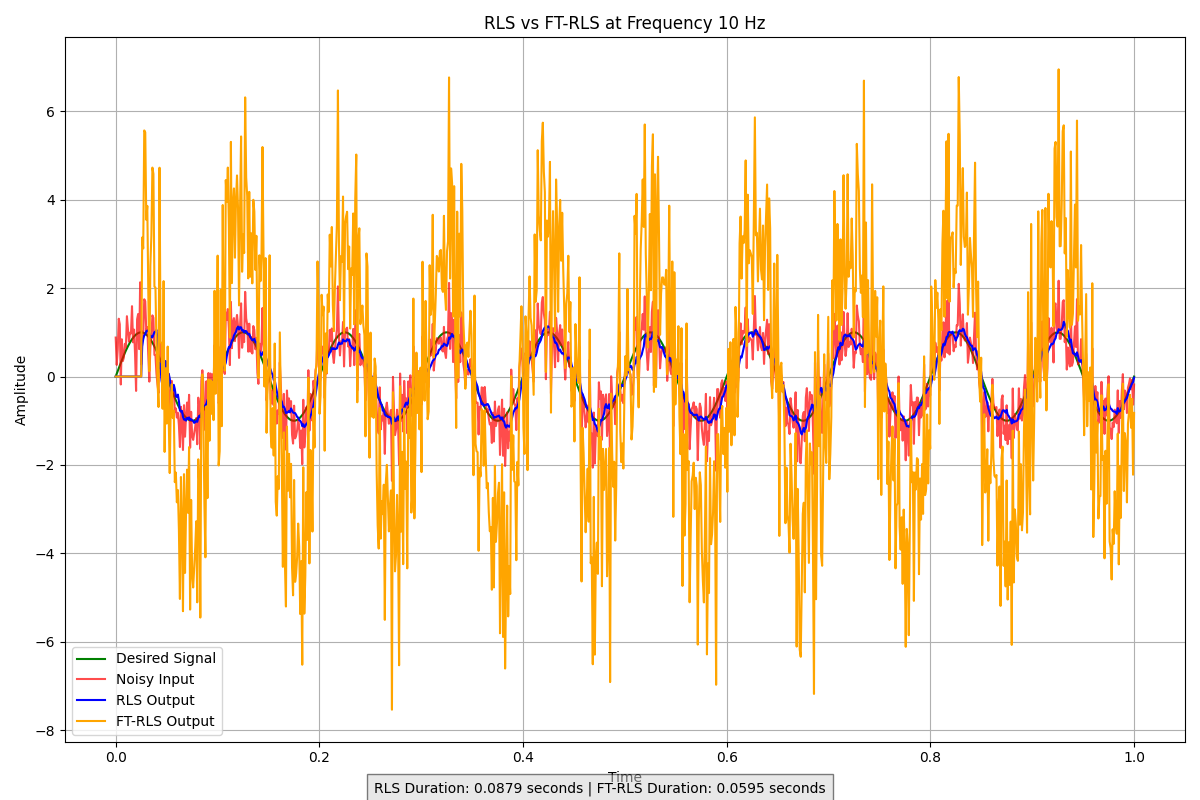 RLS vs FT-RLS at Frequency 10 Hz
Amplitude
6
4
2
0
−2
−4
−6
−8
Desired Signal
Noisy Input
RLS Output
FT-RLS Output
0.0 0.2 0.4 0.6 0.8 1.0
Time
RLS Duration: 0.0879 seconds | FT-RLS Duration: 0.0595 seconds